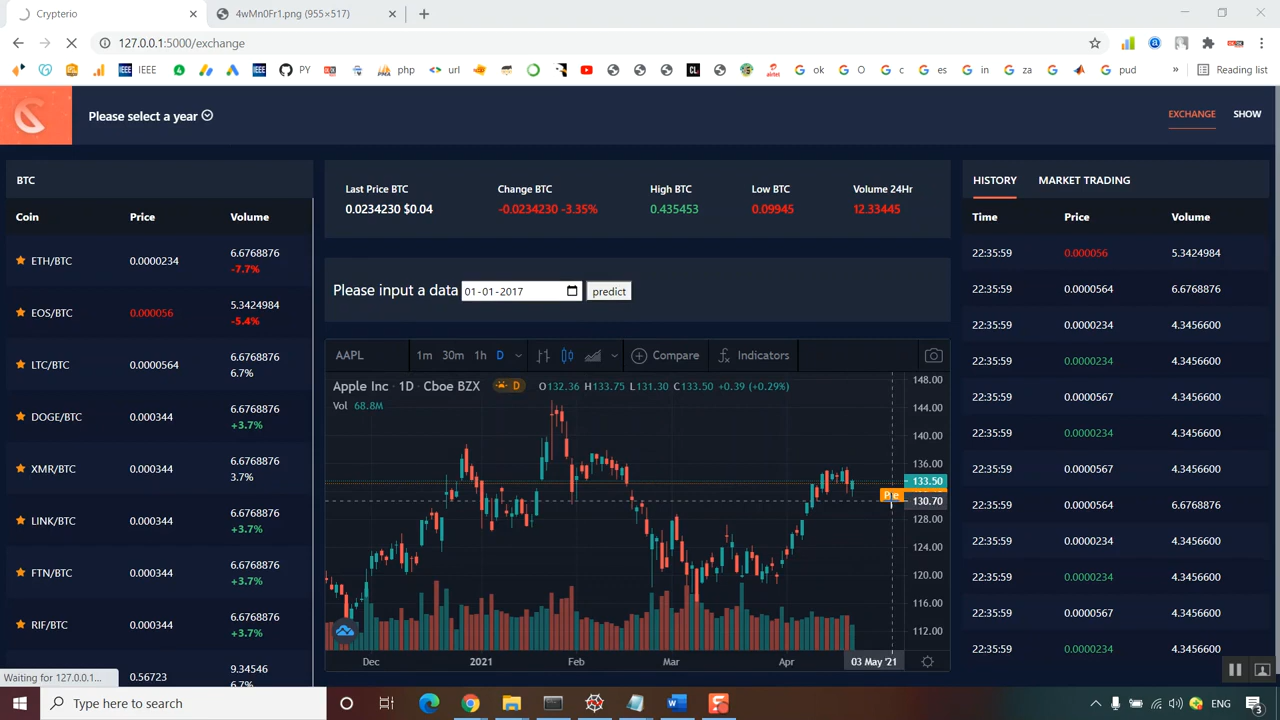 Crypterio
4wMn0Fr1.png (955×517)
127.0.0.1:5000/exchange
IEEE
IEEE
PY
php
url
CL
airtel
ok
O
c
es
in
za
pud
»
Reading list
Please select a year
EXCHANGE
SHOW
BTC
Coin Price Volume
ETH/BTC 0.0000234 6.6768876
-7.7%
EOS/BTC 0.000056 5.3424984
-5.4%
LTC/BTC 0.0000564 6.6768876
6.7%
DOGE/BTC 0.000344 6.6768876
+3.7%
XMR/BTC 0.000344 6.6768876
3.7%
LINK/BTC 0.000344 6.6768876
+3.7%
FTN/BTC 0.000344 6.6768876
+3.7%
RIF/BTC 0.000344 6.6768876
+3.7%
0.56723 9.34546
6.7%
Waiting for 127.0.0.1...
Last Price BTC Change BTC High BTC Low BTC Volume 24Hr
0.0234230 $0.04 -0.0234230 -3.35% 0.435453 0.09945 12.33445
Please input a data 01-01-2017 predict
AAPL 1m 30m 1h D Compare Indicators
Apple Inc · 1D · Cboe BZX D O132.36 H133.75 L131.30 C133.50 +0.39 (+0.29%)
Vol 68.8M
148.00
144.00
140.00
136.00
133.50
Pre
130.70
128.00
124.00
120.00
116.00
112.00
Dec 2021 Feb Mar Apr 03 May '21
HISTORY MARKET TRADING
Time Price Volume
22:35:59 0.000056 5.3424984
22:35:59 0.0000564 6.6768876
22:35:59 0.0000234 4.3456600
22:35:59 0.0000234 4.3456600
22:35:59 0.0000567 4.3456600
22:35:59 0.0000234 4.3456600
22:35:59 0.0000567 4.3456600
22:35:59 0.0000564 6.6768876
22:35:59 0.0000234 4.3456600
22:35:59 0.0000234 4.3456600
22:35:59 0.0000567 4.3456600
22:35:59 0.0000234 4.3456600
Type here to search
ENG
3